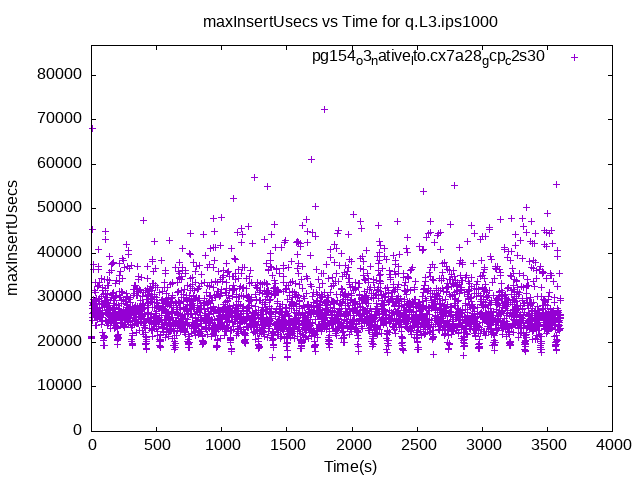 maxInsertUsecs vs Time for q.L3.ips1000
pg154_o3_native_lto.cx7a28_gcp_c2s30
maxInsertUsecs
80000
70000
60000
50000
40000
30000
20000
10000
0
0 500 1000 1500 2000 2500 3000 3500 4000
Time(s)